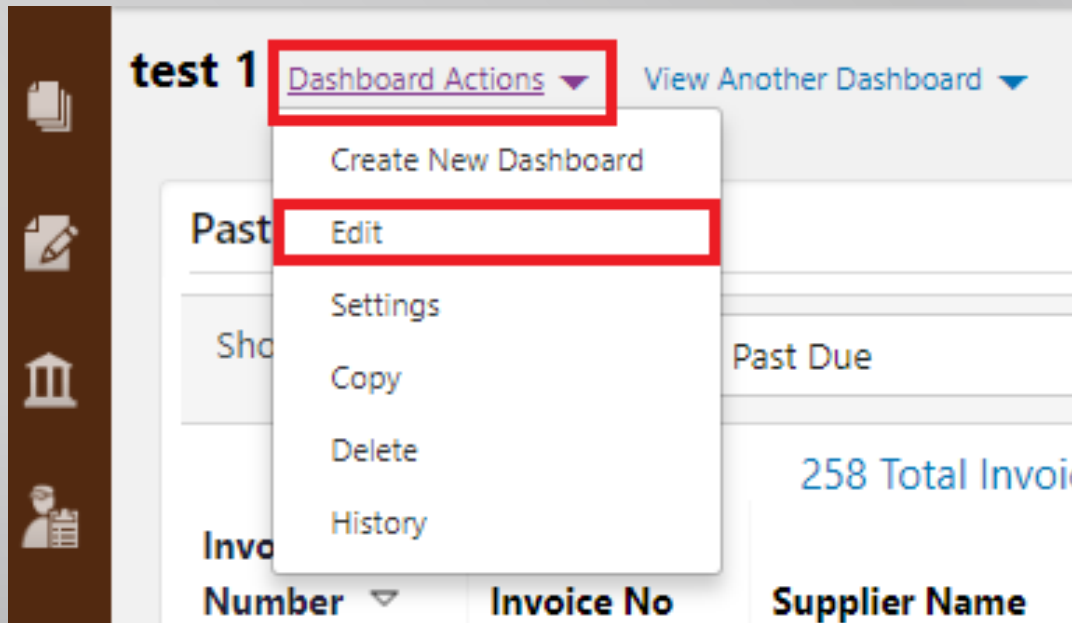 test 1 Dashboard Actions View Another Dashboard
Create New Dashboard
Past
Edit
Settings
Sho
Past Due
Copy
Delete
258 Total Invoi
History
Invo
Number Invoice No Supplier Name